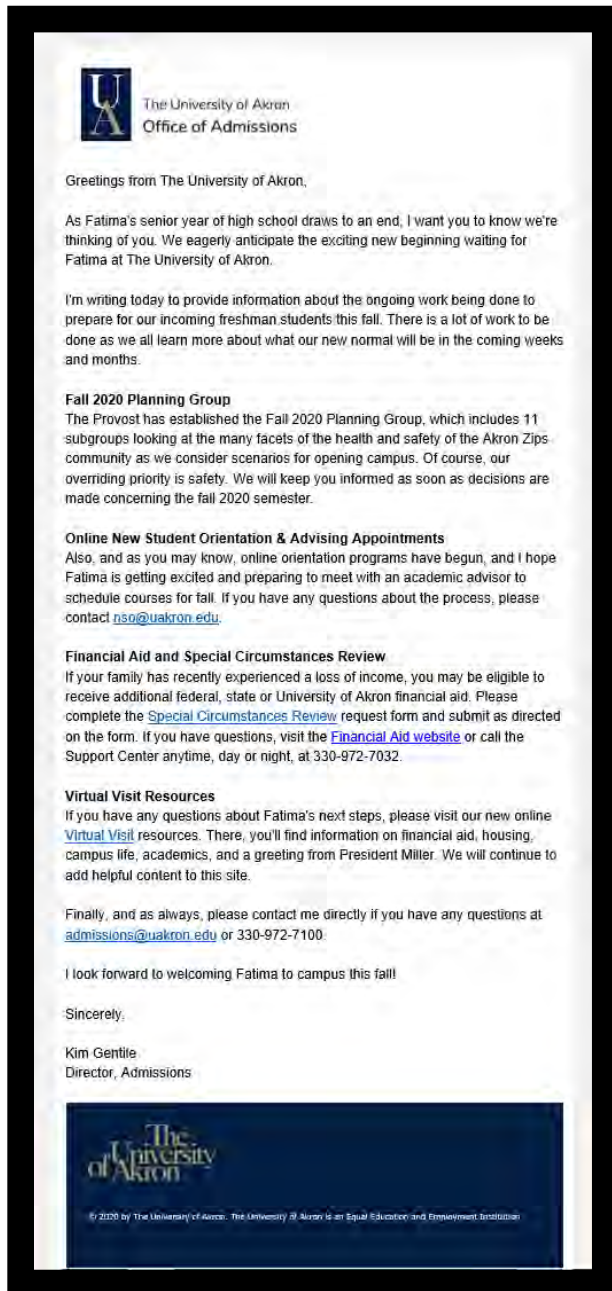 UA
The University of Akron
Office of Admissions
Greetings from The University of Akron,
As Fatima's senior year of high school draws to an end, I want you to know we're
thinking of you. We eagerly anticipate the exciting new beginning waiting for
Fatima at The University of Akron.
I'm writing today to provide information about the ongoing work being done to
prepare for our incoming freshman students this fall. There is a lot of work to be
done as we all learn more about what our new normal will be in the coming weeks
and months.
Fall 2020 Planning Group
The Provost has established the Fall 2020 Planning Group, which includes 11
subgroups looking at the many facets of the health and safety of the Akron Zips
community as we consider scenarios for opening campus. Of course, our
overriding priority is safety. We will keep you informed as soon as decisions are
made concerning the fall 2020 semester.
Online New Student Orientation & Advising Appointments
Also, and as you may know, online orientation programs have begun, and I hope
Fatima is getting excited and preparing to meet with an academic advisor to
schedule courses for fall. If you have any questions about the process, please
contact nso@uakron.edu.
Financial Aid and Special Circumstances Review
If your family has recently experienced a loss of income, you may be eligible to
receive additional federal, state or University of Akron financial aid. Please
complete the Special Circumstances Review request form and submit as directed
on the form. If you have questions, visit the Financial Aid website or call the
Support Center anytime, day or night, at 330-972-7032.
Virtual Visit Resources
If you have any questions about Fatima's next steps, please visit our new online
Virtual Visit resources. There, you'll find information on financial aid, housing,
campus life, academics, and a greeting from President Miller. We will continue to
add helpful content to this site.
Finally, and as always, please contact me directly if you have any questions at
admissions@uakron.edu or 330-972-7100.
I look forward to welcoming Fatima to campus this fall!
Sincerely,
Kim Gentile
Director, Admissions
The
University
of Akron
© 2020 by The University of Akron. The University of Akron is an Equal Education and Employment Institution